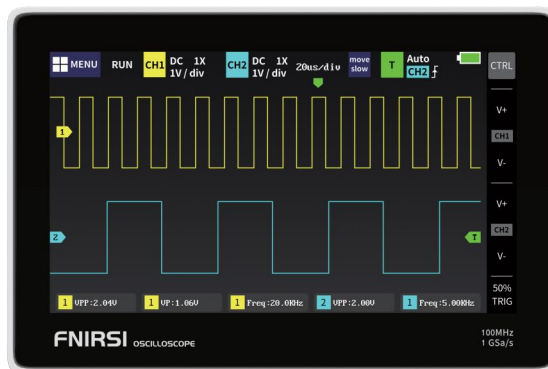 MENU RUN CH1 DC 1X 1V / div CH2 DC 1X 1V / div 20us/div move slow T Auto CH2 CTRL
V+
1
CH1
V-
V+
2 T CH2
V-
50%
TRIG
1 VPP:2.04V 1 VP:1.06V 1 Freq:20.0KHz 2 VPP:2.00V 1 Freq:5.00KHz
FNIRSI OSCILLOSCOPE
100MHz
1 GSa/s